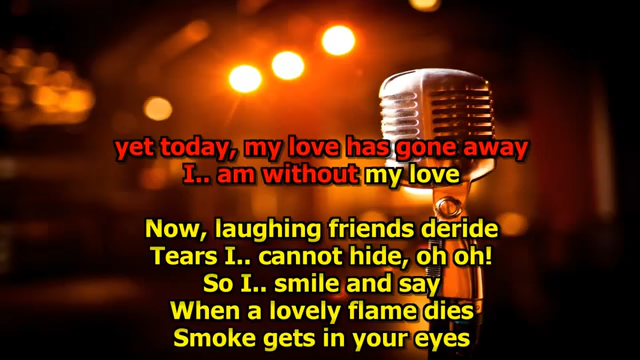 yet today, my love has gone away
I.. am without my love
Now, laughing friends deride
Tears I.. cannot hide, oh oh!
So I.. smile and say
When a lovely flame dies
Smoke gets in your eyes